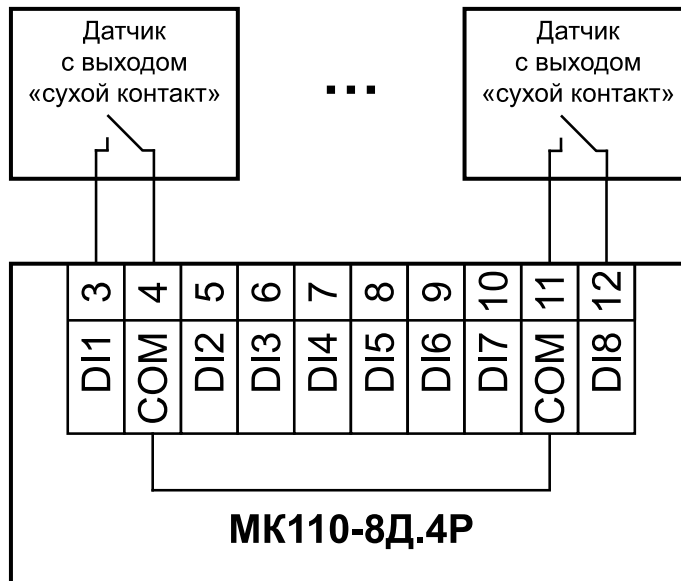 Датчик
с выходом
«сухой контакт»
...
Датчик
с выходом
«сухой контакт»
3 4 5 6 7 8 9 10 11 12
DI1 COM DI2 DI3 DI4 DI5 DI6 DI7 COM DI8
МК110-8Д.4Р